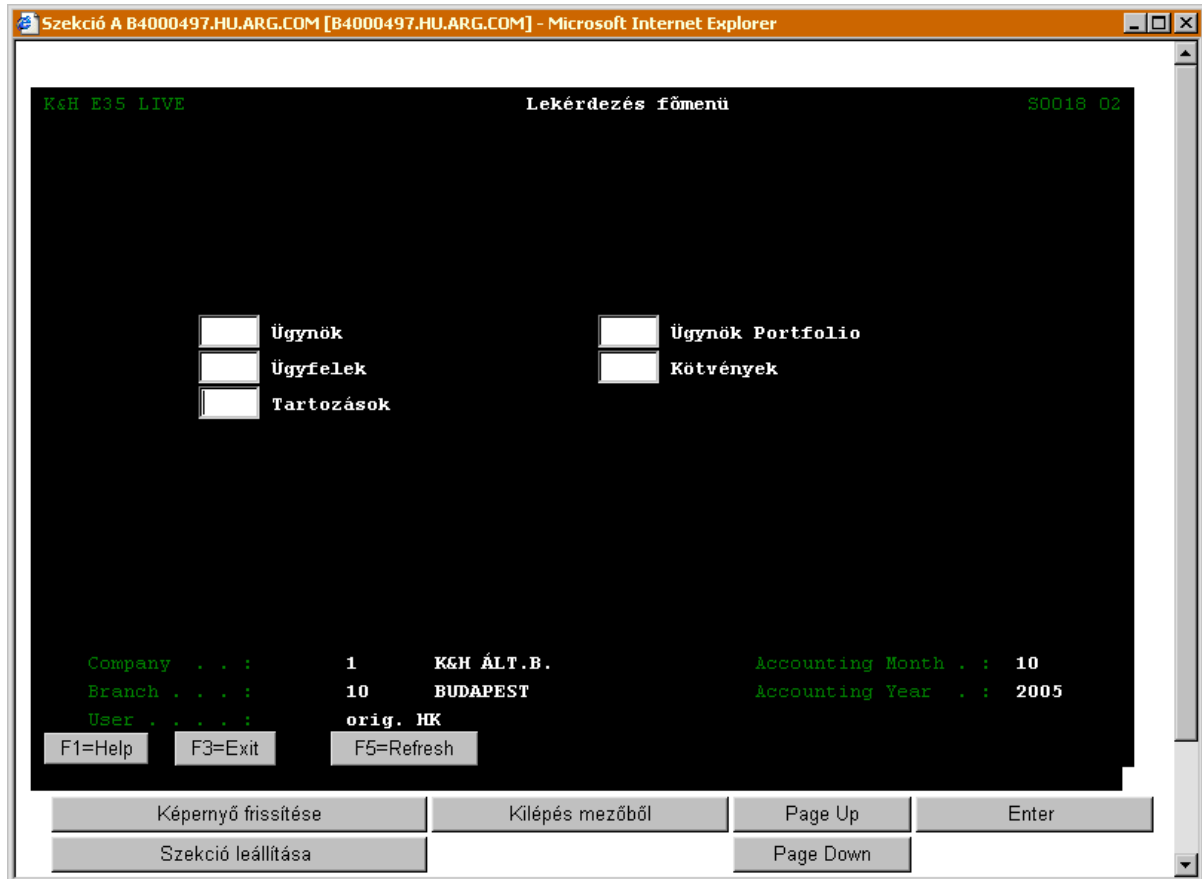 Szekció A B4000497.HU.ARG.COM [B4000497.HU.ARG.COM] - Microsoft Internet Explorer
K&H E35 LIVE Lekérdezés fõmenü S0018 02
Ügynök Ügynök Portfolio
Ügyfelek Kötvények
Tartozások
Company . . : 1 K&H ÁLT.B. Accounting Month . : 10
Branch . . . : 10 BUDAPEST Accounting Year . : 2005
User . . . . : orig. HK
F1=Help F3=Exit F5=Refresh
Képernyő frissítése Kilépés mezőből Page Up Enter
Szekció leállítása Page Down